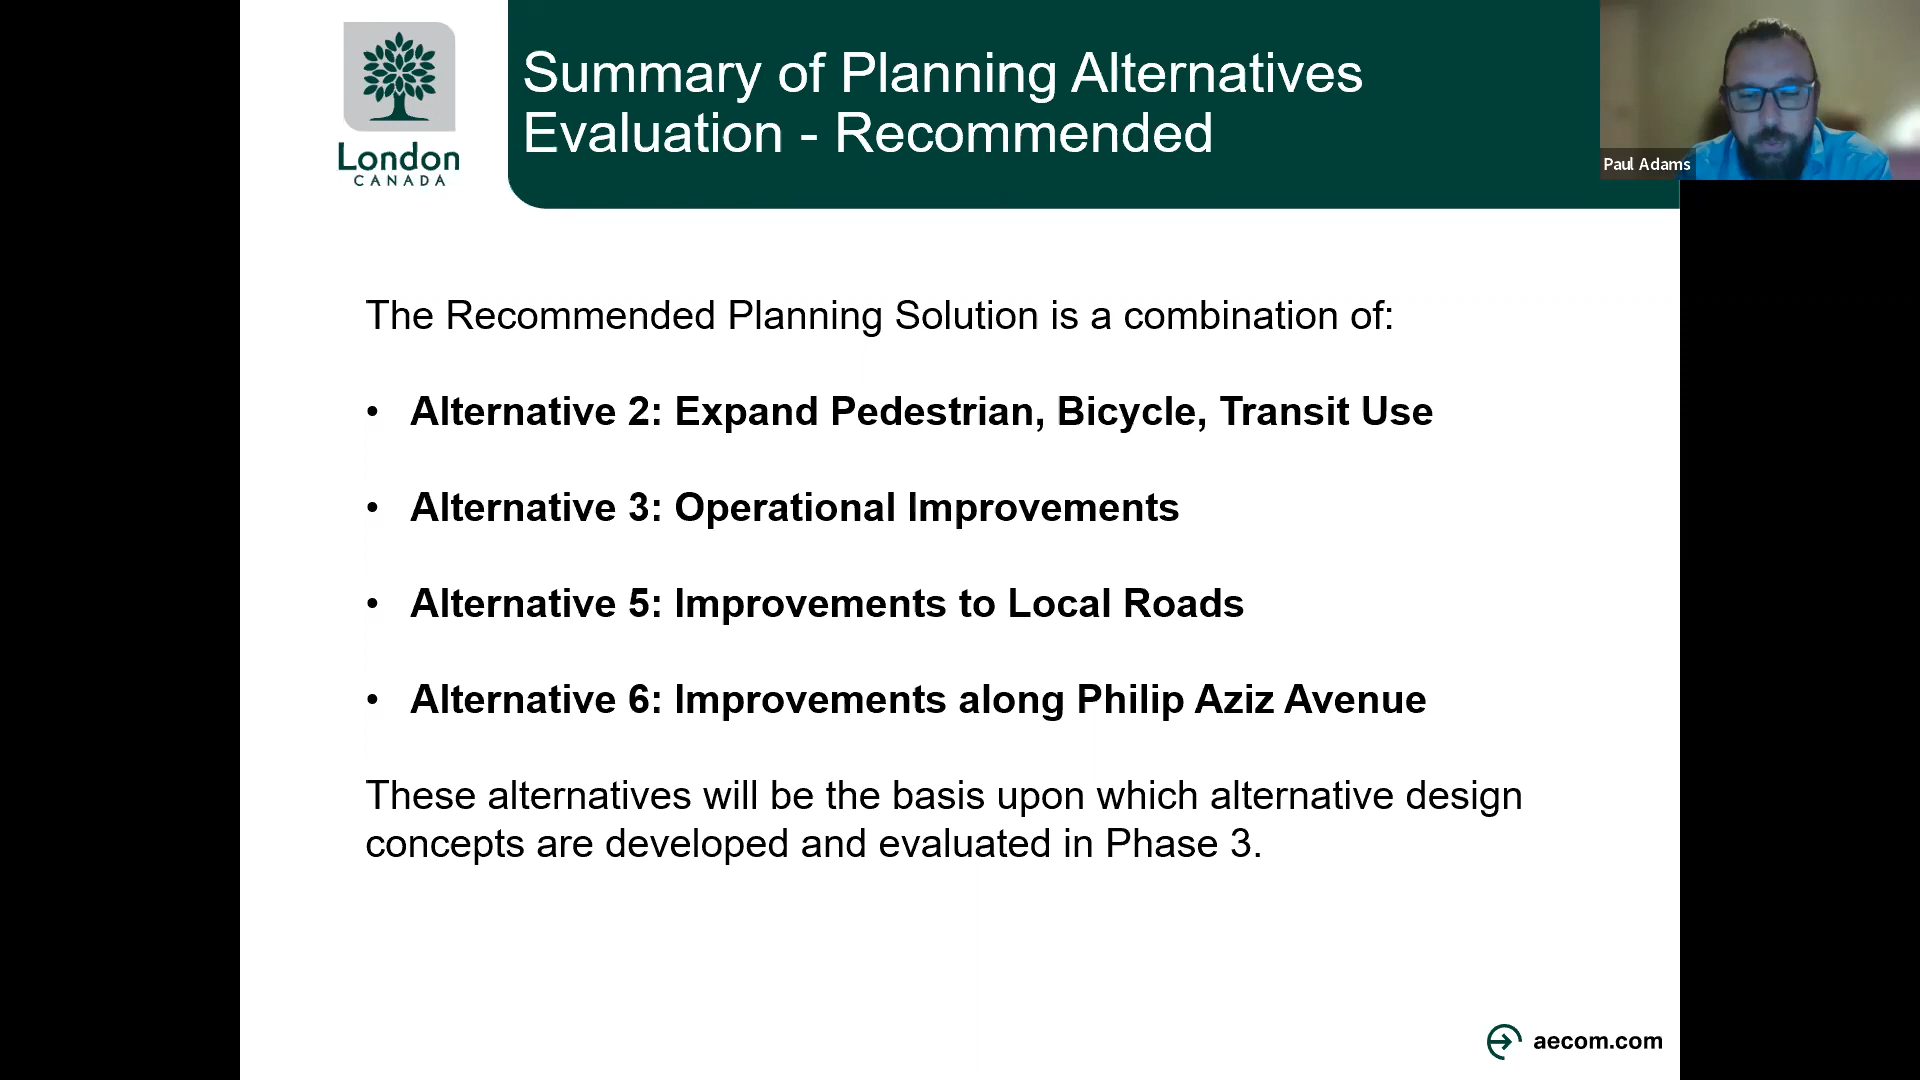 London
CANADA
Summary of Planning Alternatives
Evaluation - Recommended
Paul Adams
The Recommended Planning Solution is a combination of:
• Alternative 2: Expand Pedestrian, Bicycle, Transit Use
• Alternative 3: Operational Improvements
• Alternative 5: Improvements to Local Roads
• Alternative 6: Improvements along Philip Aziz Avenue
These alternatives will be the basis upon which alternative design
concepts are developed and evaluated in Phase 3.
aecom.com